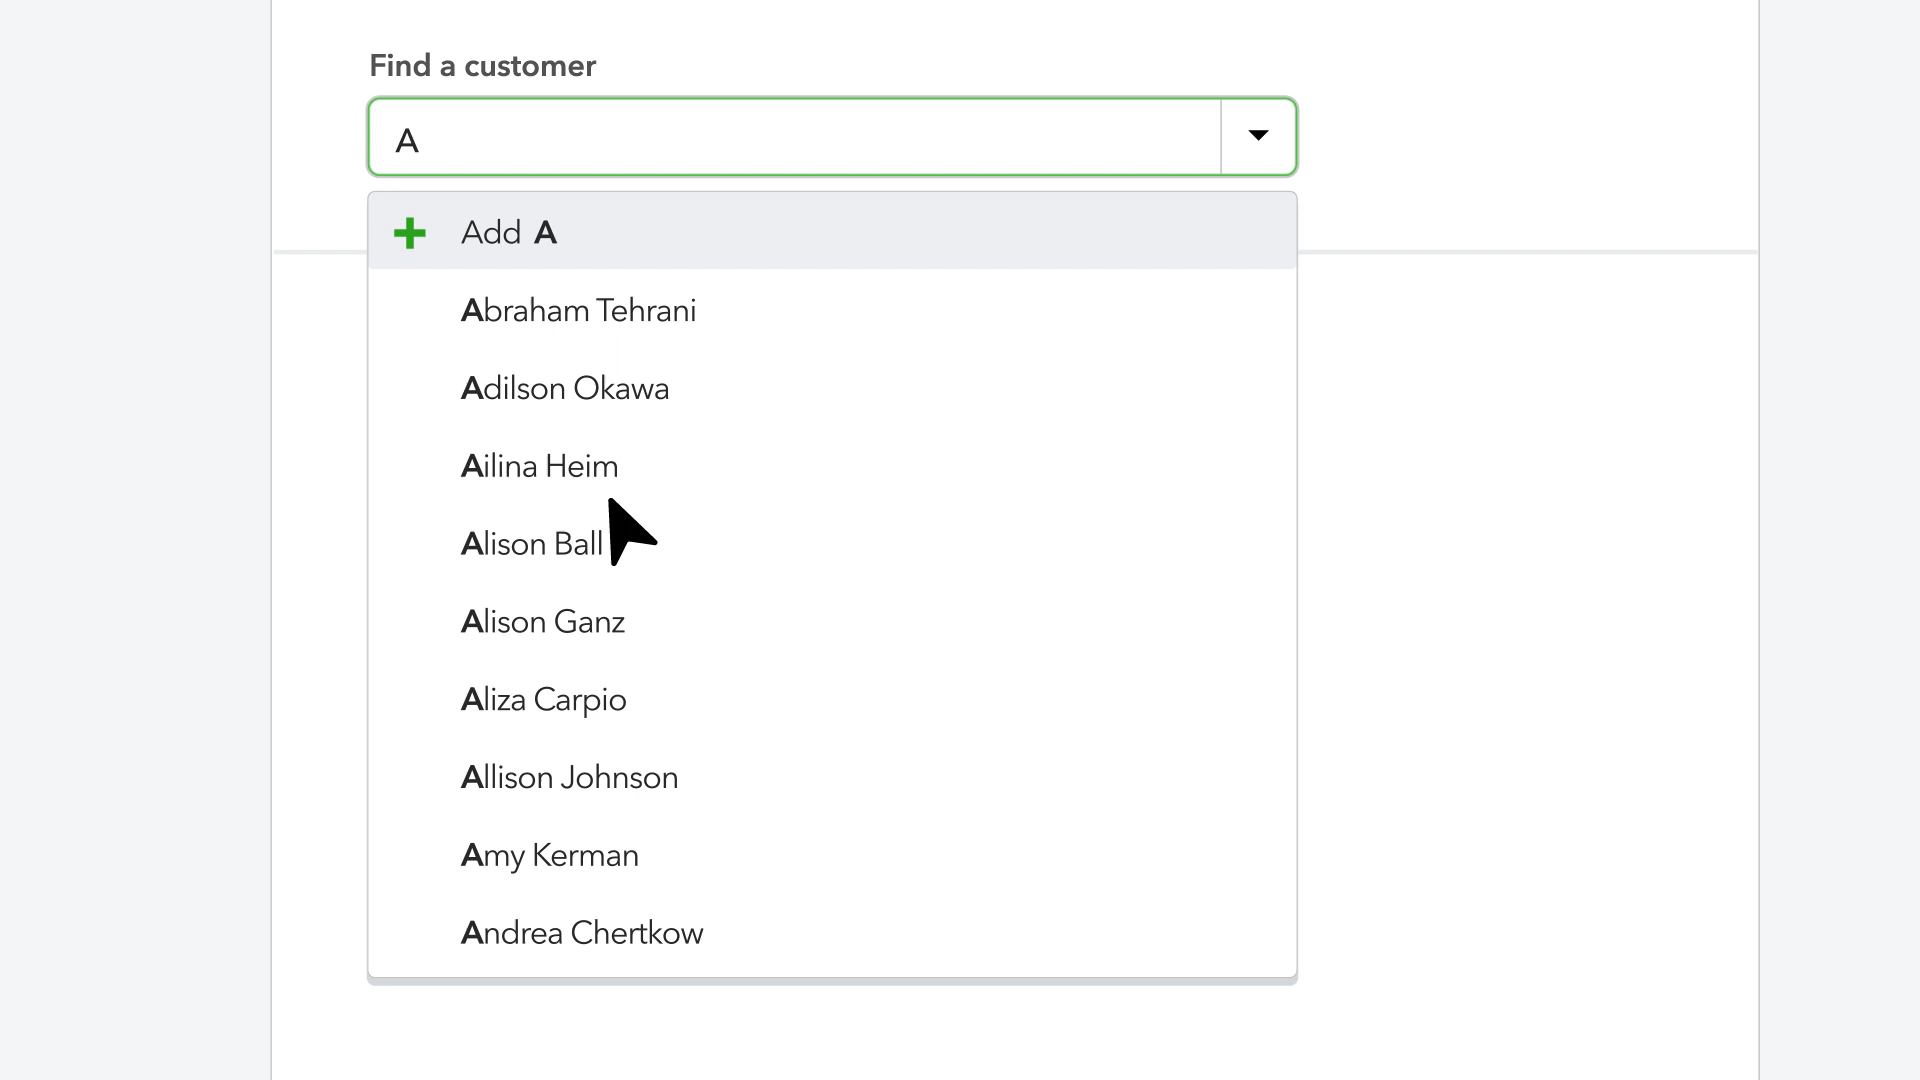 Find a customer
A
Add A
Abraham Tehrani
Adilson Okawa
Ailina Heim
Alison Ball
Alison Ganz
Aliza Carpio
Allison Johnson
Amy Kerman
Andrea Chertkow